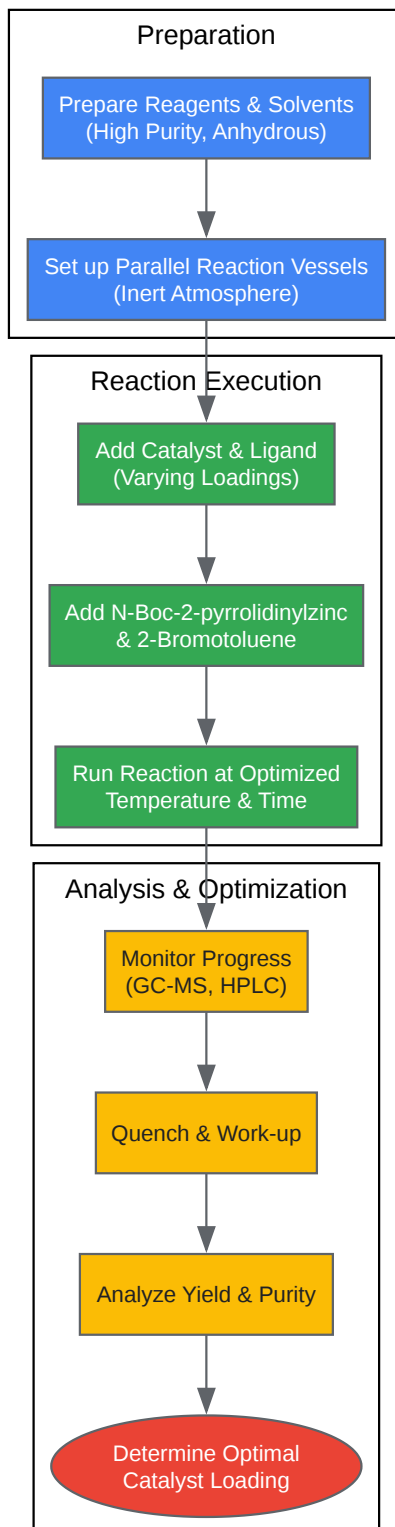 Preparation
Prepare Reagents & Solvents
(High Purity, Anhydrous)
Set up Parallel Reaction Vessels
(Inert Atmosphere)
Reaction Execution
Add Catalyst & Ligand
(Varying Loadings)
Add N-Boc-2-pyrrolidinylzinc
& 2-Bromotoluene
Run Reaction at Optimized
Temperature & Time
Analysis & Optimization
Monitor Progress
(GC-MS, HPLC)
Quench & Work-up
Analyze Yield & Purity
Determine Optimal
Catalyst Loading